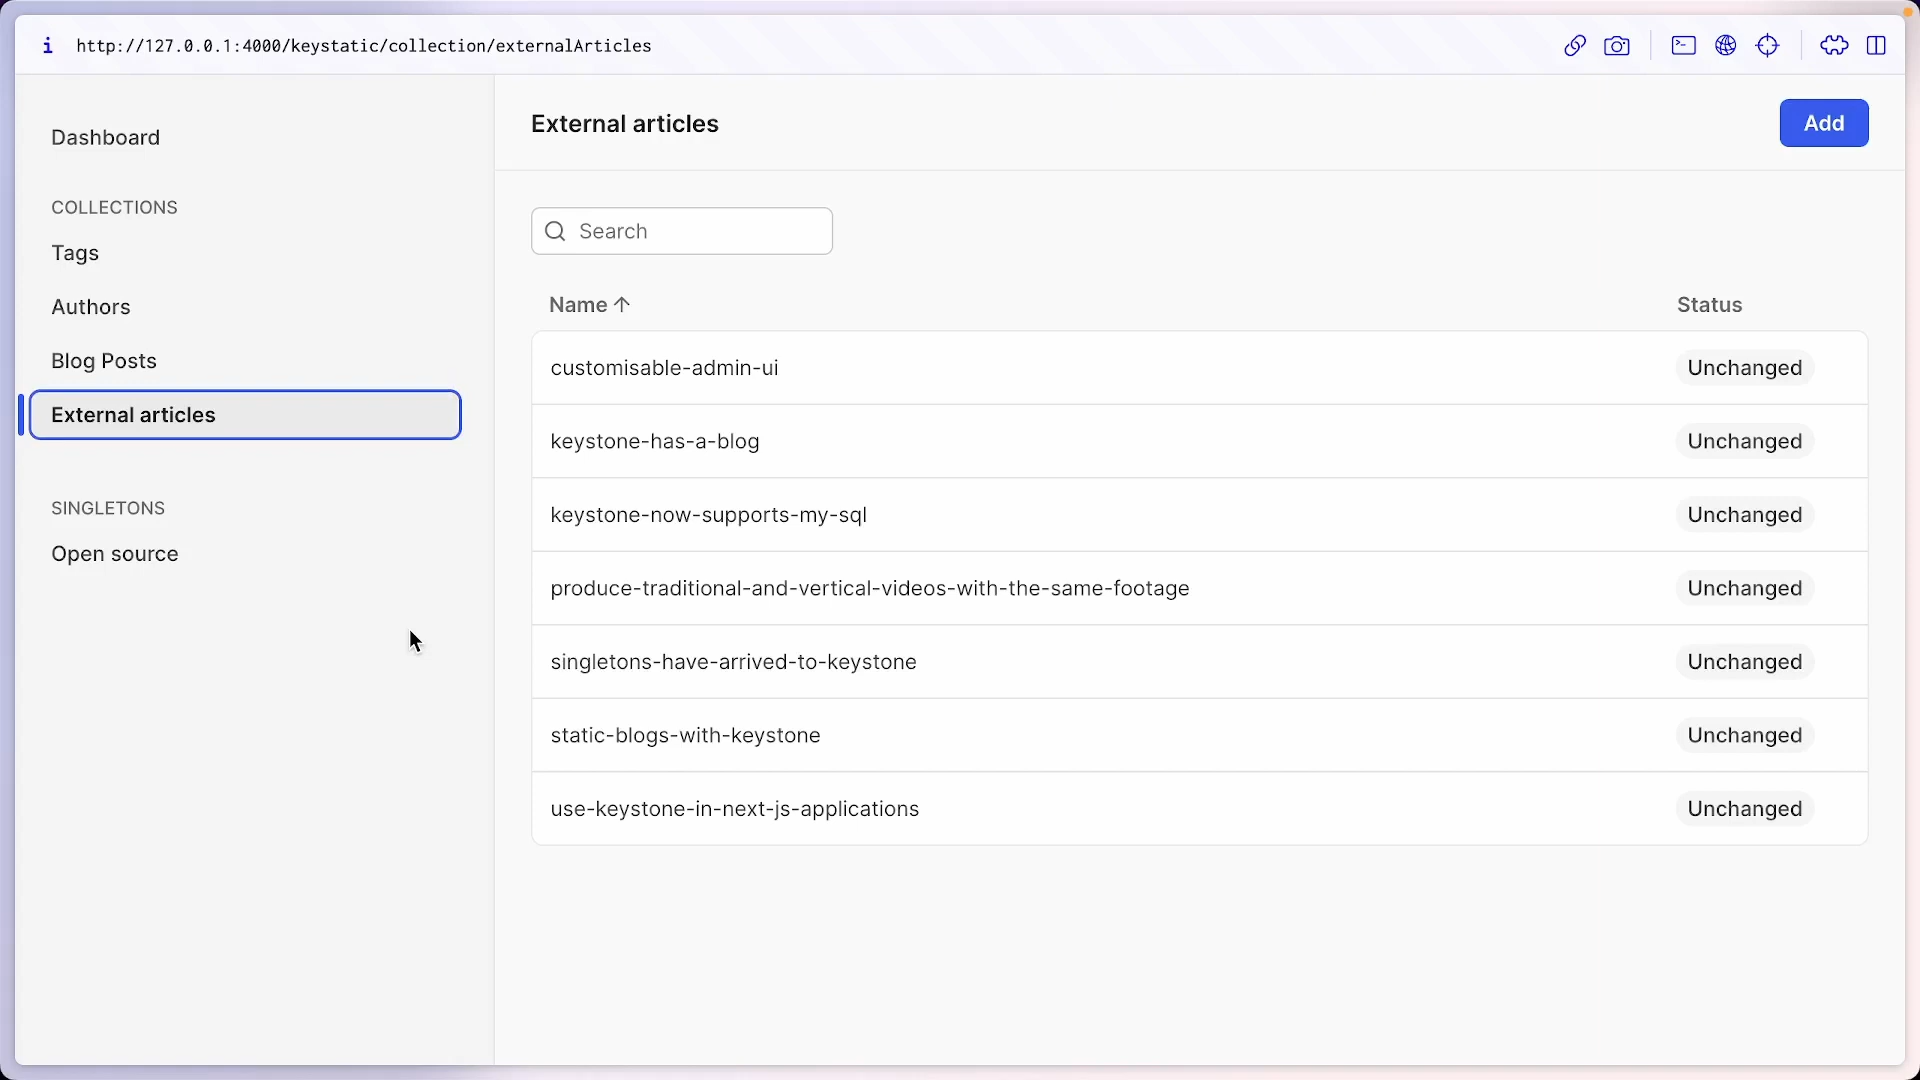 http://127.0.0.1:4000/keystatic/collection/externalArticles
Dashboard
COLLECTIONS
Tags
Authors
Blog Posts
External articles
SINGLETONS
Open source
External articles
Add
Search
Name Status
customisable-admin-ui Unchanged
keystone-has-a-blog Unchanged
keystone-now-supports-my-sql Unchanged
produce-traditional-and-vertical-videos-with-the-same-footage Unchanged
singletons-have-arrived-to-keystone Unchanged
static-blogs-with-keystone Unchanged
use-keystone-in-next-js-applications Unchanged